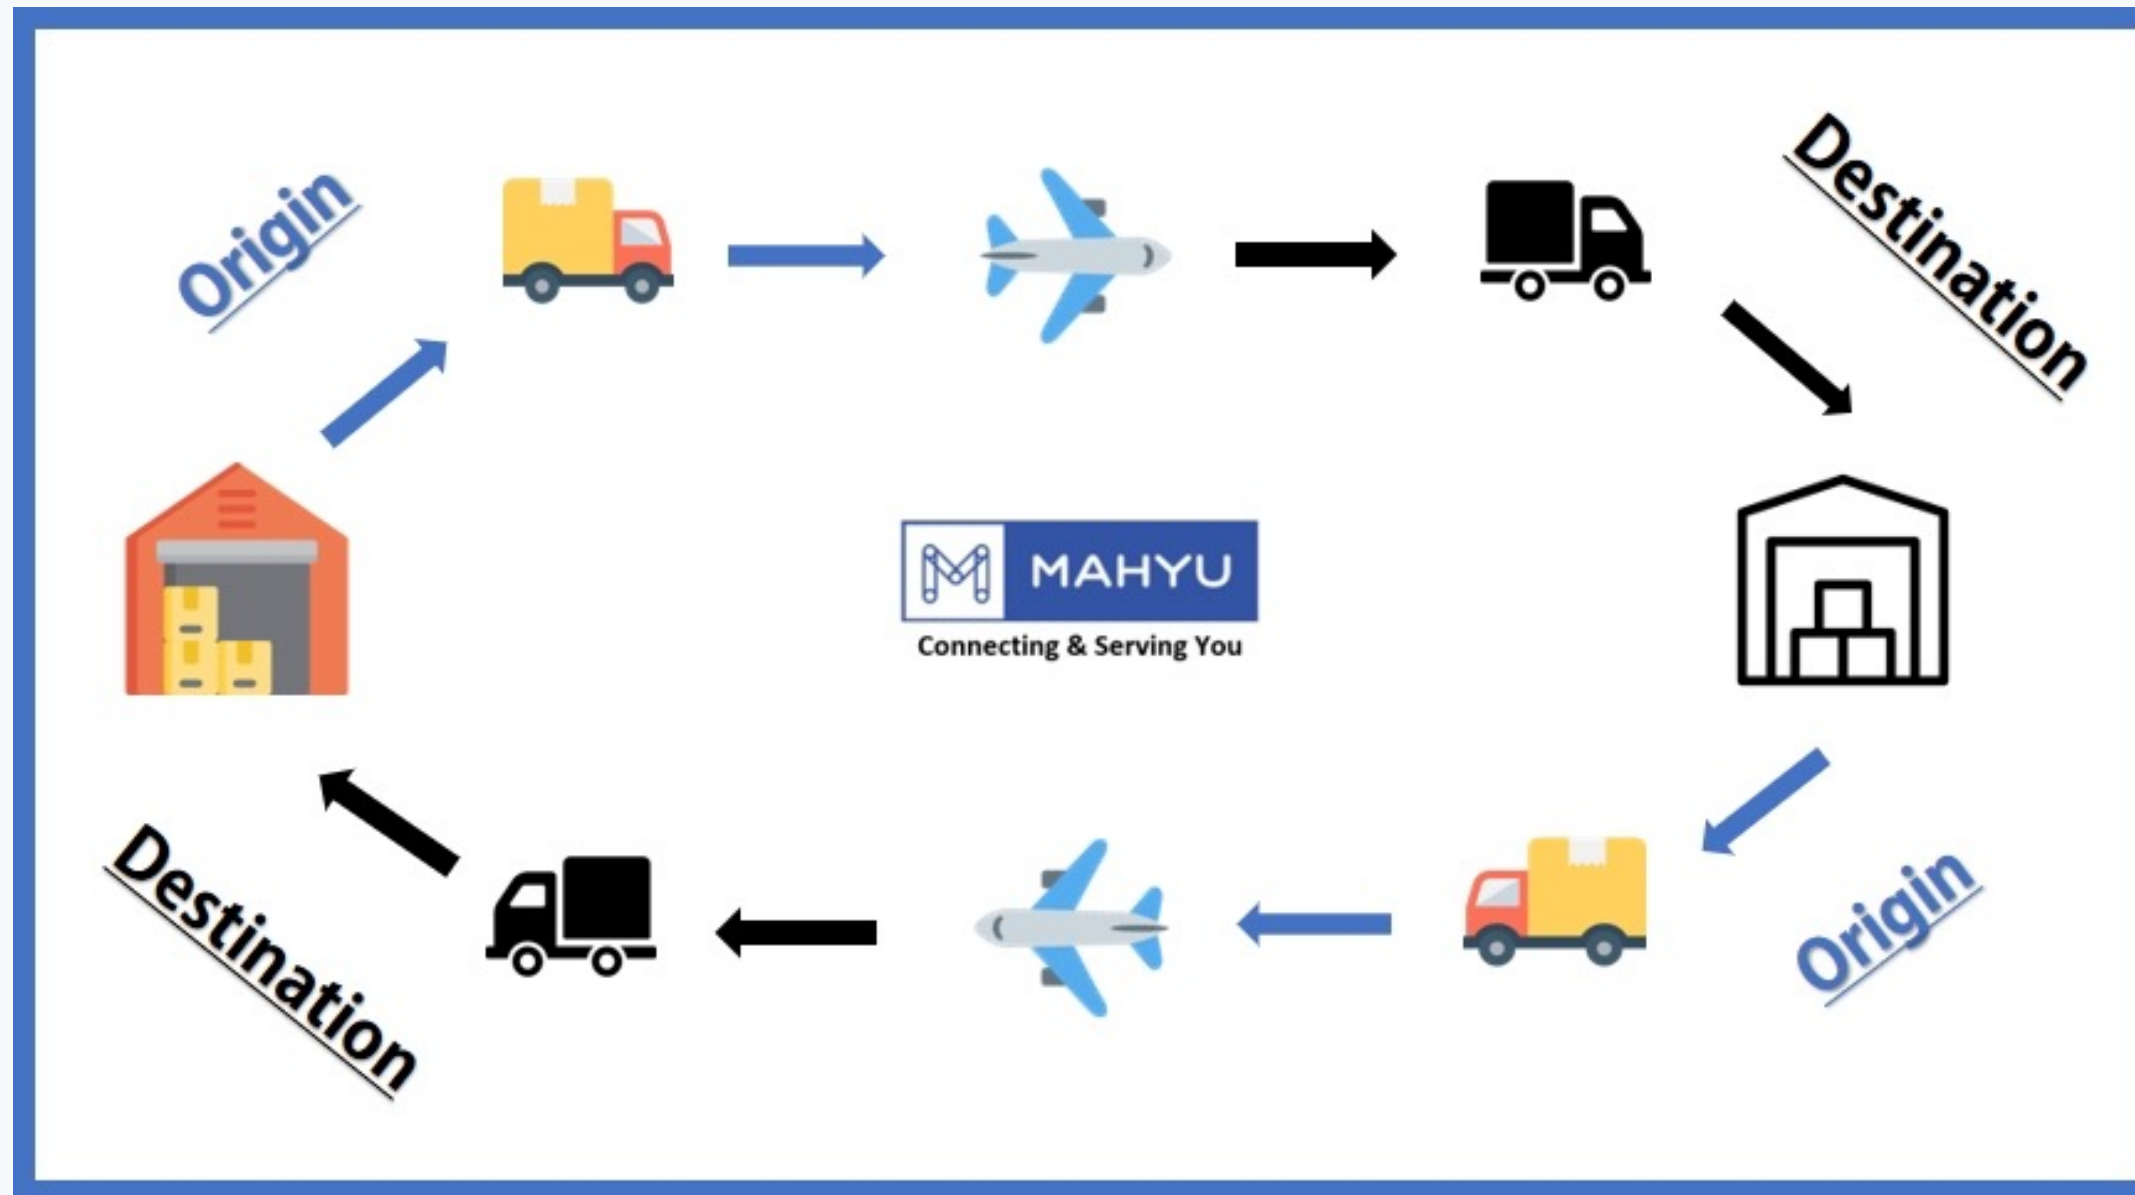 Origin
Destination
M MAHYU
Connecting & Serving You
Destination
Origin